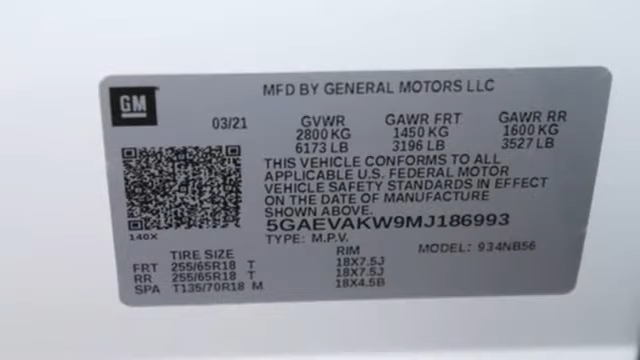 GM
MFD BY GENERAL MOTORS LLC
03/21
GVWR GAWR FRT GAWR RR
2800 KG 1450 KG 1600 KG
6173 LB 3196 LB 3527 LB
THIS VEHICLE CONFORMS TO ALL
APPLICABLE U.S. FEDERAL MOTOR
VEHICLE SAFETY STANDARDS IN EFFECT
ON THE DATE OF MANUFACTURE
SHOWN ABOVE.
5GAEVAKW9MJ186993
140X
TYPE: M.P.V. MODEL: 934NB56
TIRE SIZE RIM
FRT 255/65R18 T 18X7.5J
RR 255/65R18 T 18X7.5J
SPA T135/70R18 M 18X4.5B